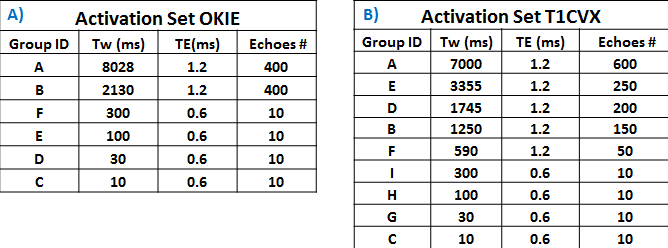 A) Activation Set OKIE
Group ID Tw (ms) TE(ms) Echoes #
A 8028 1.2 400
B 2130 1.2 400
F 300 0.6 10
E 100 0.6 10
D 30 0.6 10
C 10 0.6 10
B) Activation Set T1CVX
Group ID Tw (ms) TE (ms) Echoes #
A 7000 1.2 600
E 3355 1.2 250
D 1745 1.2 200
B 1250 1.2 150
F 590 1.2 50
I 300 0.6 10
H 100 0.6 10
G 30 0.6 10
C 10 0.6 10